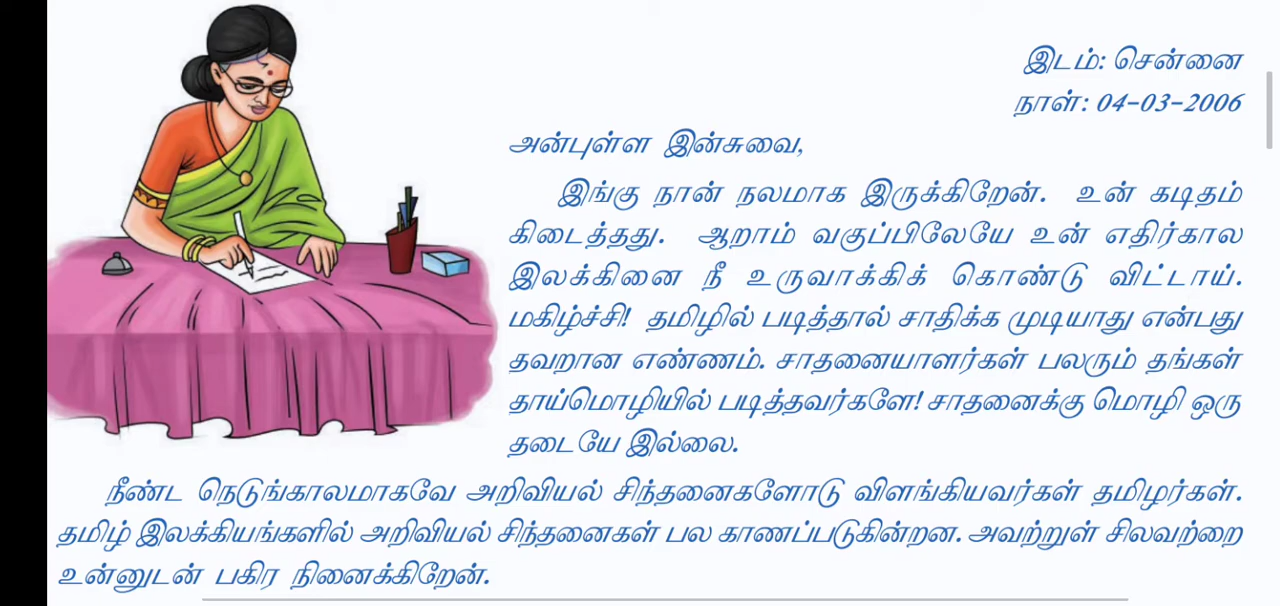 இடம்: சென்னை
நாள்: 04-03-2006
அன்புள்ள இன்சுவை,
இங்கு நான் நலமாக இருக்கிறேன். உன் கடிதம்
கிடைத்தது. ஆறாம் வகுப்பிலேயே உன் எதிர்கால
இலக்கினை நீ உருவாக்கிக் கொண்டு விட்டாய்.
மகிழ்ச்சி! தமிழில் படித்தால் சாதிக்க முடியாது என்பது
தவறான எண்ணம். சாதனையாளர்கள் பலரும் தங்கள்
தாய்மொழியில் படித்தவர்களே! சாதனைக்கு மொழி ஒரு
தடையே இல்லை.
நீண்ட நெடுங்காலமாகவே அறிவியல் சிந்தனைகளோடு விளங்கியவர்கள் தமிழர்கள்.
தமிழ் இலக்கியங்களில் அறிவியல் சிந்தனைகள் பல காணப்படுகின்றன. அவற்றுள் சிலவற்றை
உன்னுடன் பகிர நினைக்கிறேன்.